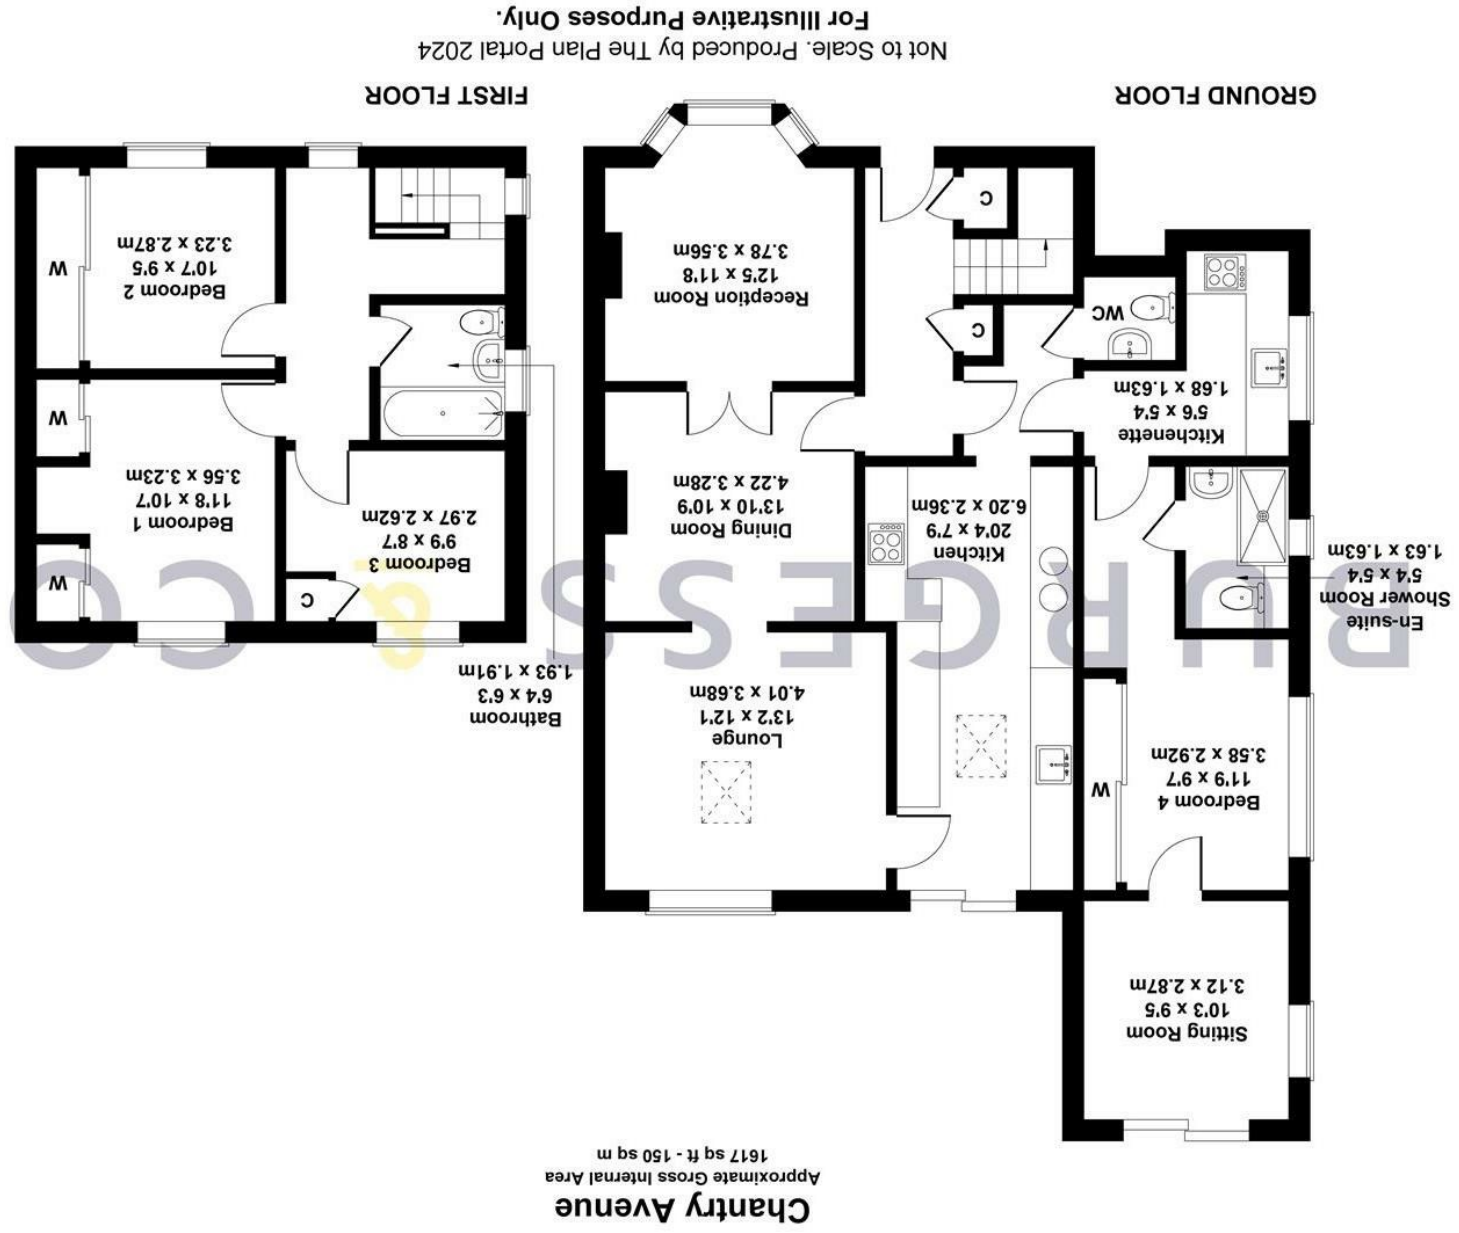 Chantry Avenue
Approximate Gross Internal Area
1617 sq ft - 150 sq m
Sitting Room
10'3 x 9'5
3.12 x 2.87m
Bedroom 4
11'9 x 9'7
3.58 x 2.92m
W
En-suite
Shower Room
5'4 x 5'4
1.63 x 1.63m
Kitchenette
5'6 x 5'4
1.68 x 1.63m
WC
Kitchen
20'4 x 7'9
6.20 x 2.36m
Lounge
13'2 x 12'1
4.01 x 3.68m
Dining Room
13'10 x 10'9
4.22 x 3.28m
C
C
Reception Room
12'5 x 11'8
3.78 x 3.56m
Bathroom
6'4 x 6'3
1.93 x 1.91m
Bedroom 3
9'9 x 8'7
2.97 x 2.62m
C
Bedroom 1
11'8 x 10'7
3.56 x 3.23m
W
W
Bedroom 2
10'7 x 9'5
3.23 x 2.87m
W
BURGESS & CO
GROUND FLOOR
FIRST FLOOR
Not to Scale. Produced by The Plan Portal 2024
For Illustrative Purposes Only.